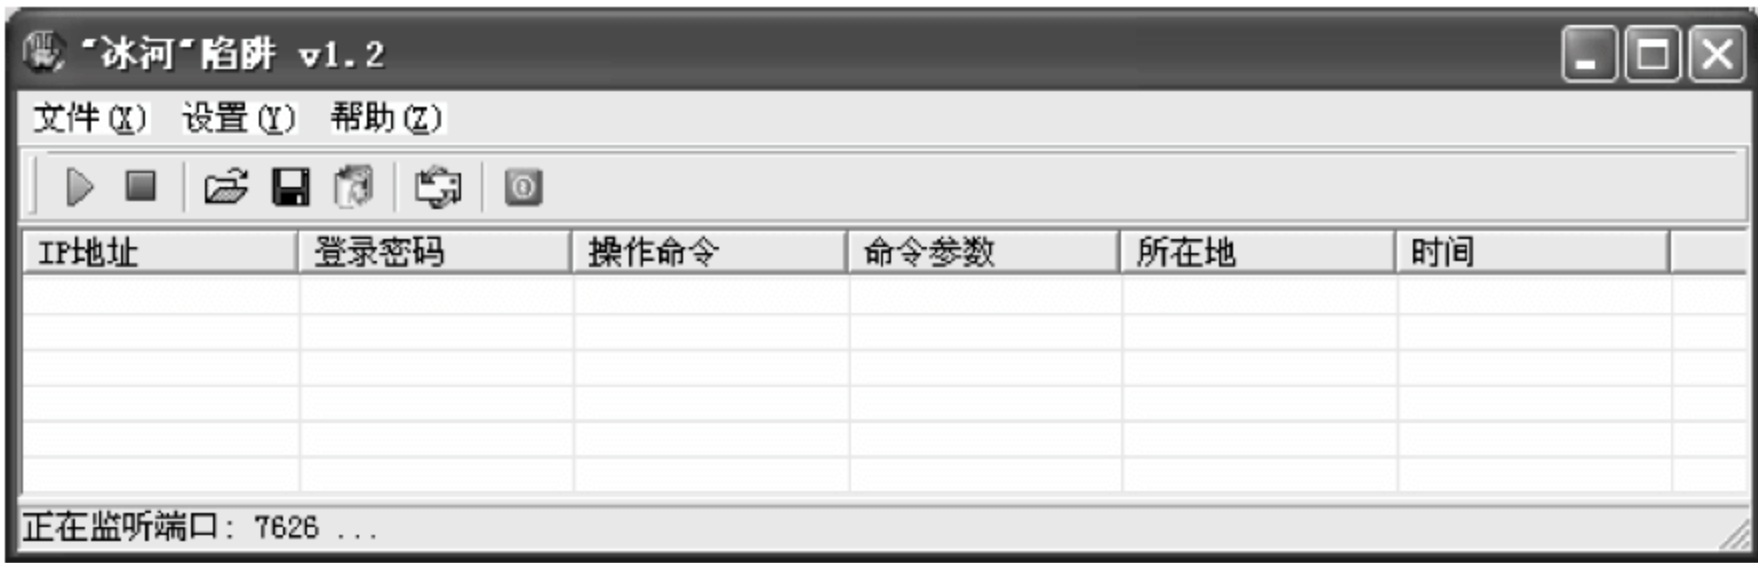 “冰河”陷阱 v1.2
文件(X) 设置(Y) 帮助(Z)
IP地址 登录密码 操作命令 命令参数 所在地 时间
正在监听端口: 7626 ...